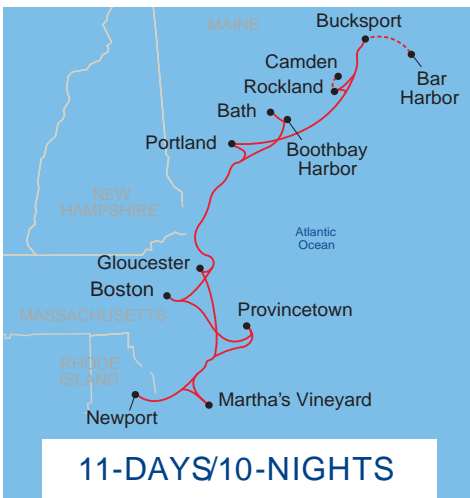 Bucksport
MAINE
Camden
Rockland
Bar
Harbor
Bath
Portland
Boothbay
Harbor
NEW
HAMPSHIRE
Atlantic
Ocean
Gloucester
Boston
MASSACHUSETTS
Provincetown
RHODE
ISLAND
Martha's Vineyard
Newport
11-DAYS/10-NIGHTS